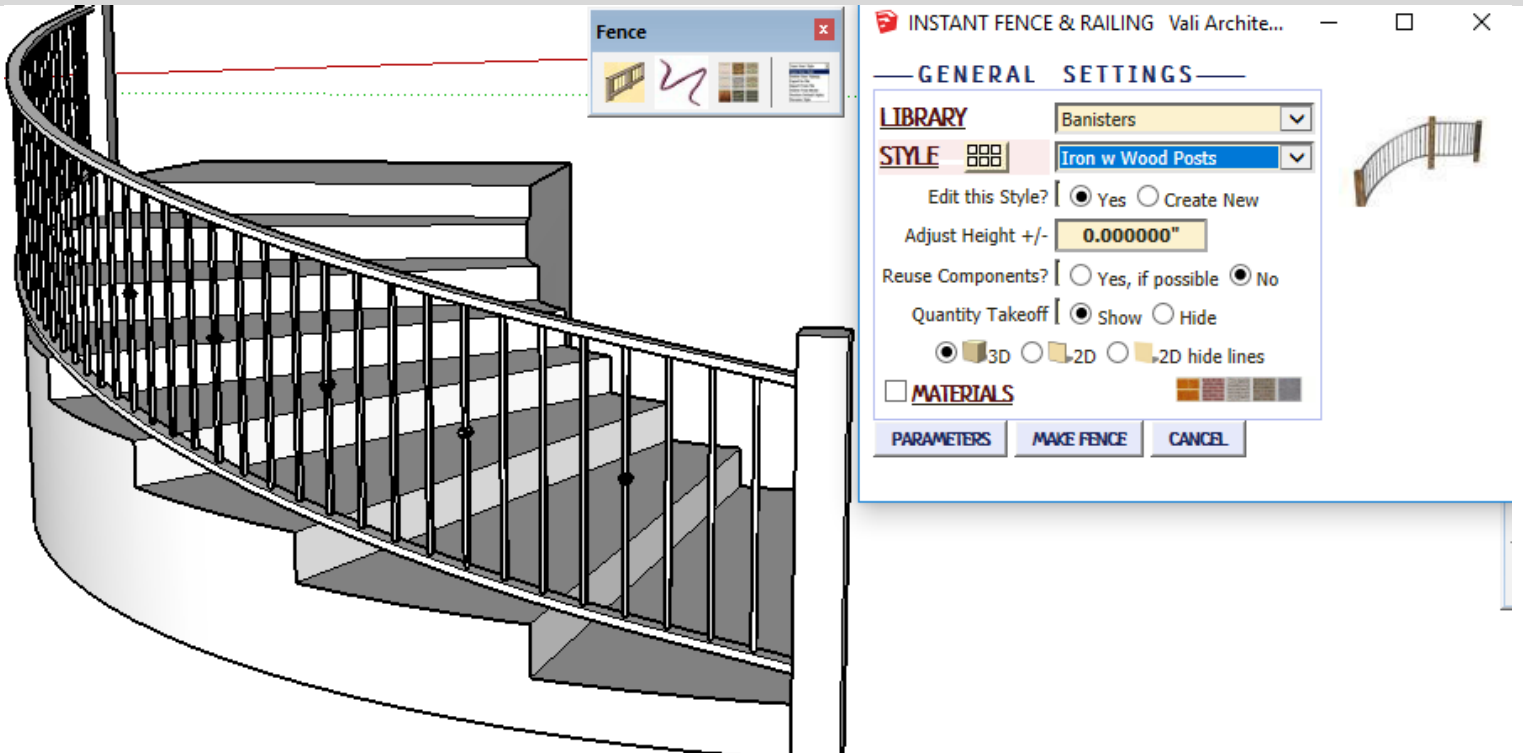 Fence
INSTANT FENCE & RAILING Vali Archite...
GENERAL SETTINGS
LIBRARY Banisters
STYLE Iron w Wood Posts
Edit this Style? Yes Create New
Adjust Height +/- 0.000000"
Reuse Components? Yes, if possible No
Quantity Takeoff Show Hide
3D 2D 2D hide lines
MATERIALS
PARAMETERS MAKE FENCE CANCEL